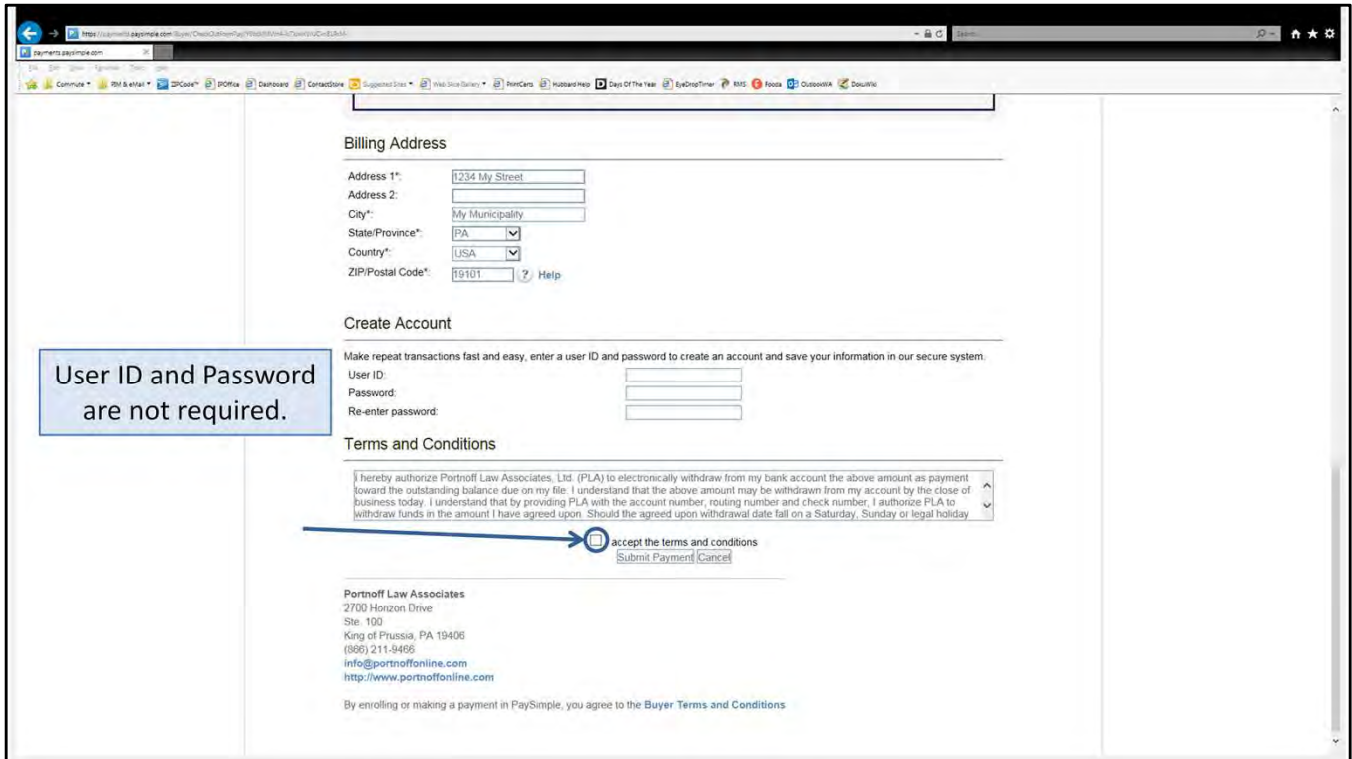 payments.paysimple.com
Commute
RIM & eMail
ZIPCode™
IPOffice
Dashboard
ContactStore
Suggested Sites
Web Slice Gallery
PrintCerts
Hubbard Help
Days Of The Year
EyeDropTimer
RMS
Fooda
OutlookWA
DokuWiki
Billing Address
Address 1*: 1234 My Street
Address 2:
City*: My Municipality
State/Province*: PA
Country*: USA
ZIP/Postal Code*: 19101 ? Help
Create Account
Make repeat transactions fast and easy, enter a user ID and password to create an account and save your information in our secure system.
User ID:
Password:
Re-enter password:
User ID and Password
are not required.
Terms and Conditions
I hereby authorize Portnoff Law Associates, Ltd. (PLA) to electronically withdraw from my bank account the above amount as payment
toward the outstanding balance due on my file. I understand that the above amount may be withdrawn from my account by the close of
business today. I understand that by providing PLA with the account number, routing number and check number, I authorize PLA to
withdraw funds in the amount I have agreed upon. Should the agreed upon withdrawal date fall on a Saturday, Sunday or legal holiday
accept the terms and conditions
Submit Payment Cancel
Portnoff Law Associates
2700 Horizon Drive
Ste. 100
King of Prussia, PA 19406
(866) 211-9466
info@portnoffonline.com
http://www.portnoffonline.com
By enrolling or making a payment in PaySimple, you agree to the Buyer Terms and Conditions